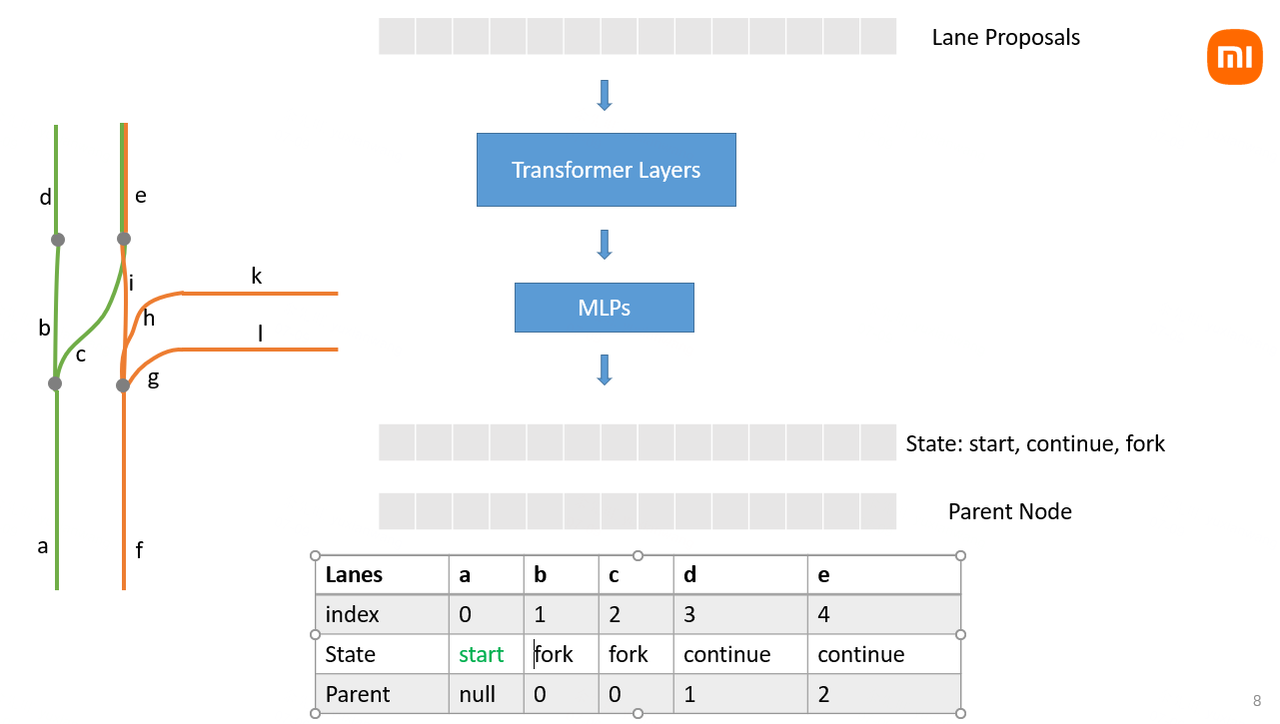 Lane Proposals
mi
Transformer Layers
d
e
i
k
MLPs
h
b
l
c
g
State: start, continue, fork
Parent Node
a
f
Lanes a b c d e
index 0 1 2 3 4
State start fork fork continue continue
Parent null 0 0 1 2
8